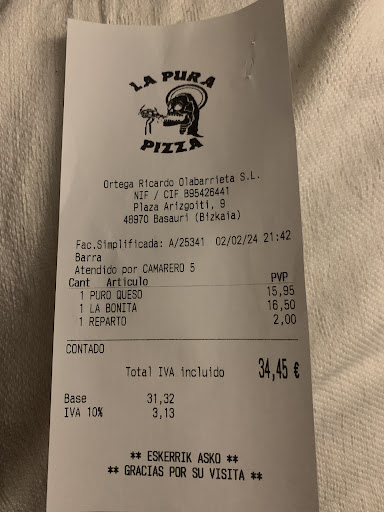 LA PURA
PIZZA
Ortega Ricardo Olabarrieta S.L.
NIF / CIF B95426441
Plaza Arizgoiti, 9
48970 Basauri (Bizkaia)
Fac.Simplificada: A/25341 02/02/24 21:42
Barra
Atendido por CAMARERO 5
Cant Artículo PVP
1 PURO QUESO 15,95
1 LA BONITA 16,50
1 REPARTO 2,00
CONTADO
Total IVA incluido 34,45 €
Base 31,32
IVA 10% 3,13
** ESKERRIK ASKO **
** GRACIAS POR SU VISITA **